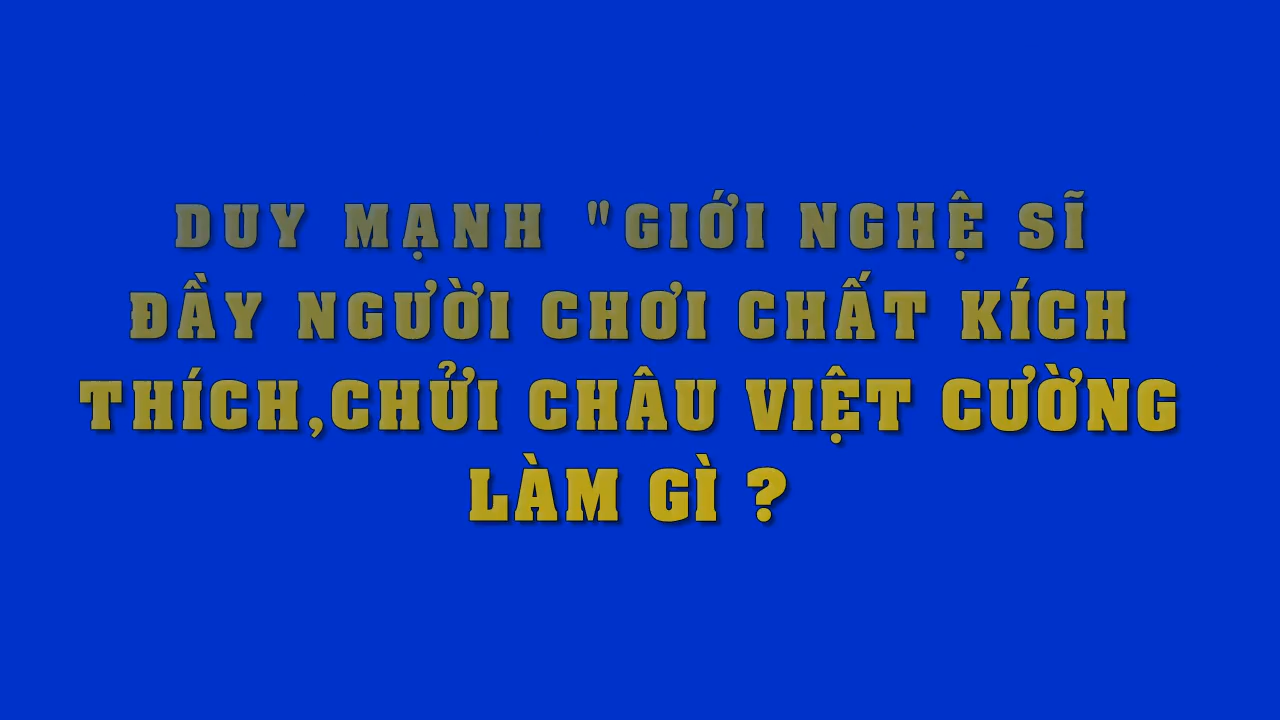 DUY MẠNH "GIỚI NGHỆ SĨ
ĐẦY NGƯỜI CHƠI CHẤT KÍCH
THÍCH,CHỬI CHÂU VIỆT CƯỜNG
LÀM GÌ ?